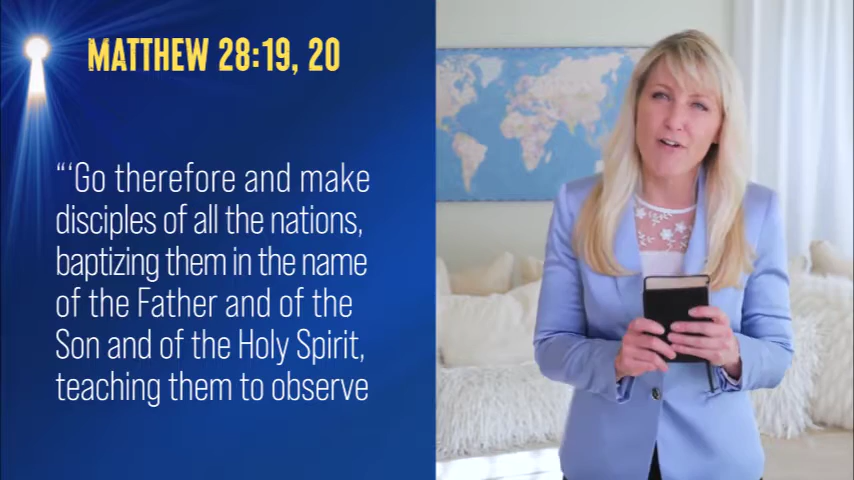 MATTHEW 28:19, 20
“‘Go therefore and make
disciples of all the nations,
baptizing them in the name
of the Father and of the
Son and of the Holy Spirit,
teaching them to observe